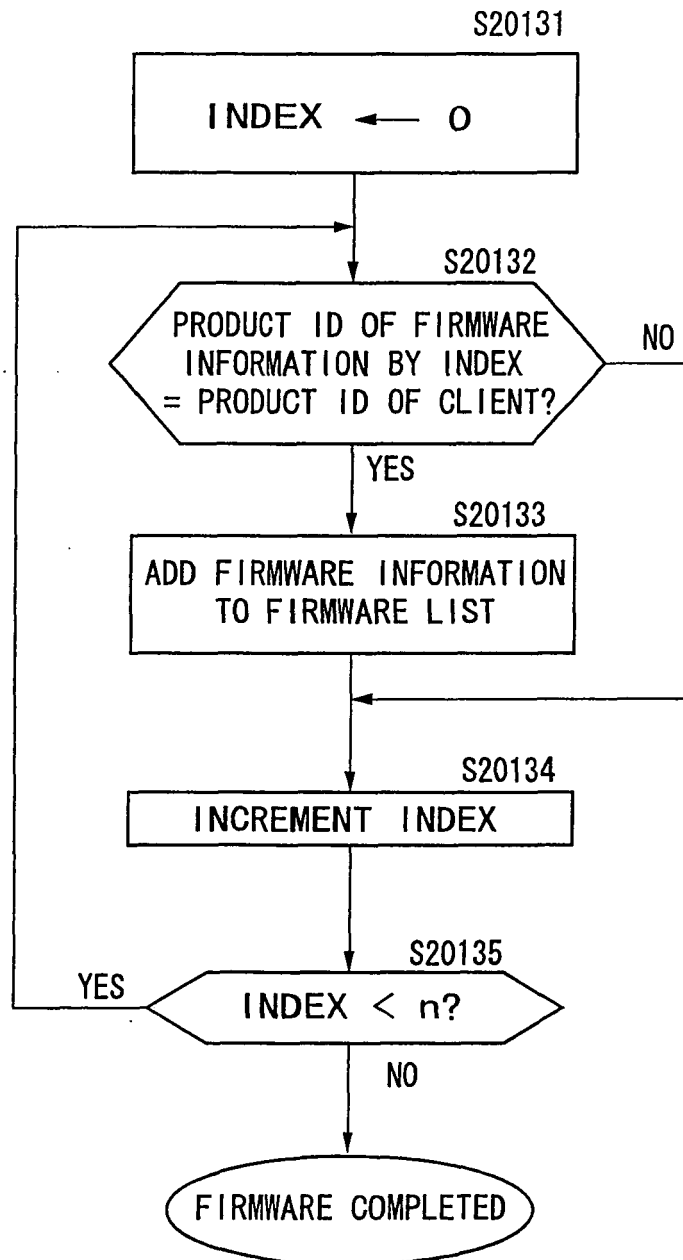 S20131
INDEX ← 0
S20132
PRODUCT ID OF FIRMWARE
INFORMATION BY INDEX
= PRODUCT ID OF CLIENT?
NO
YES
S20133
ADD FIRMWARE INFORMATION
TO FIRMWARE LIST
S20134
INCREMENT INDEX
S20135
YES
INDEX < n?
NO
FIRMWARE COMPLETED